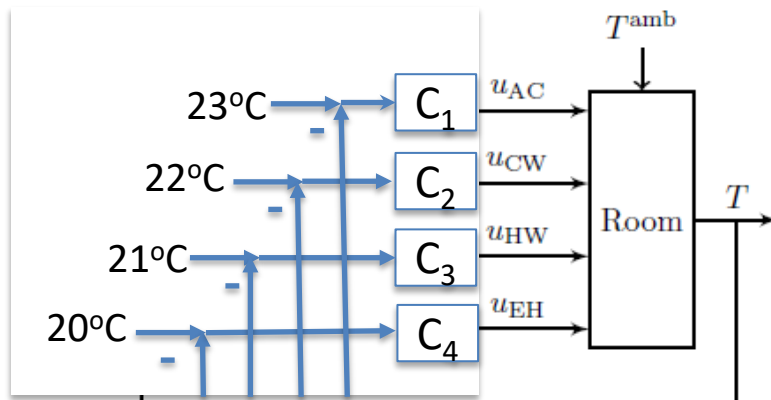 T^amb
23°C
-
C₁
u_AC
22°C
-
C₂
u_CW
21°C
-
C₃
u_HW
20°C
-
C₄
u_EH
Room
T